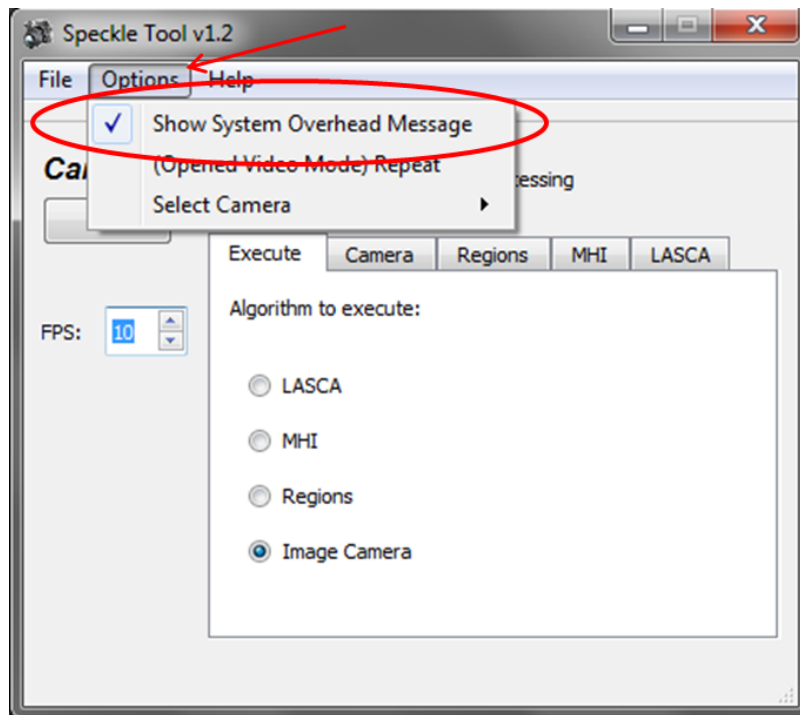 Speckle Tool v1.2
File Options Help
Show System Overhead Message
(Opened Video Mode) Repeat
Select Camera
Execute Camera Regions MHI LASCA
FPS: 10
Algorithm to execute:
LASCA
MHI
Regions
Image Camera